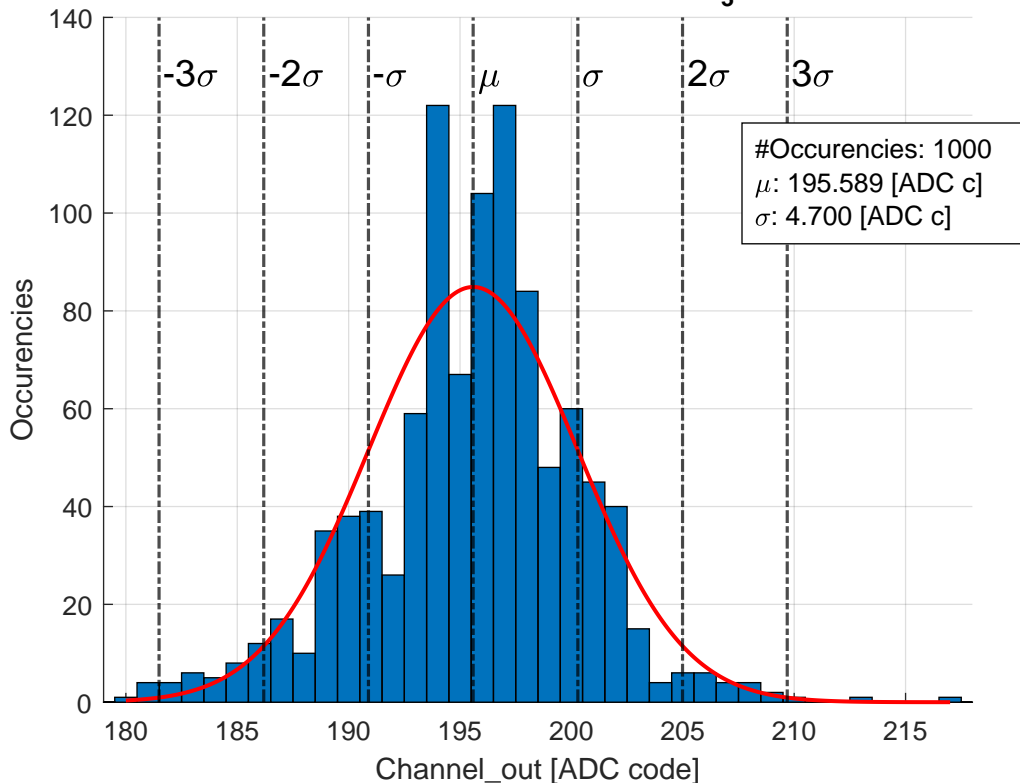 140
120
100
80
60
40
20
0
-3σ
-2σ
-σ
μ
σ
2σ
3σ
#Occurencies: 1000
μ: 195.589 [ADC c]
σ: 4.700 [ADC c]
Occurencies
180
185
190
195
200
205
210
215
Channel_out [ADC code]